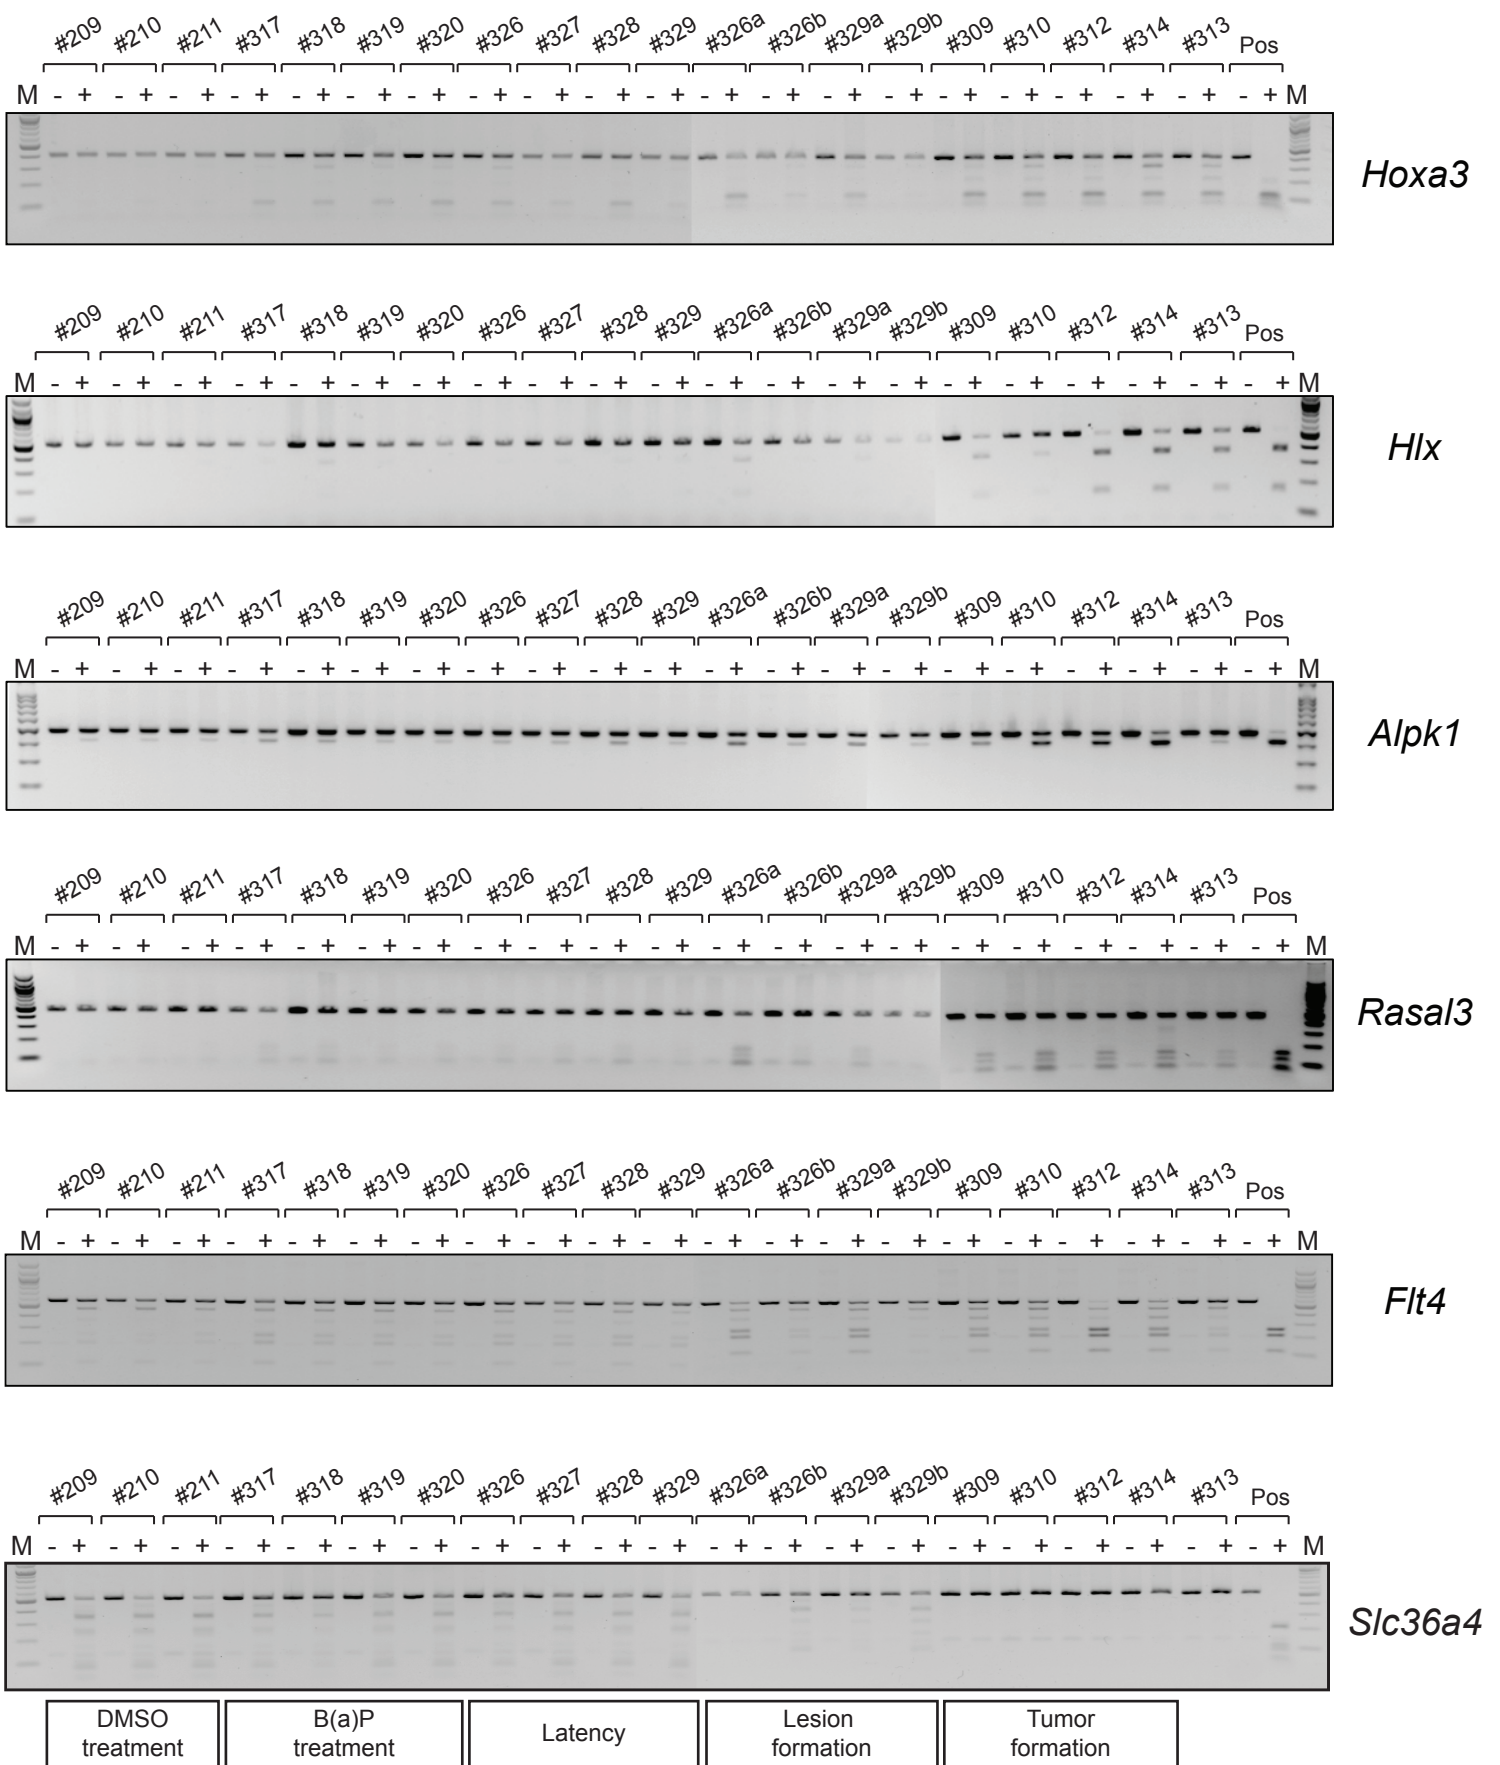 #209 #210 #211 #317 #318 #319 #320 #326 #327 #328 #329 #326a #326b #329a #329b #309 #310 #312 #314 #313 Pos
M - + - + - + - + - + - + - + - + - + - + - + - + - + - + - + - + - + - + - + - + - + M
Hoxa3
#209 #210 #211 #317 #318 #319 #320 #326 #327 #328 #329 #326a #326b #329a #329b #309 #310 #312 #314 #313 Pos
M - + - + - + - + - + - + - + - + - + - + - + - + - + - + - + - + - + - + - + - + - + M
Hlx
#209 #210 #211 #317 #318 #319 #320 #326 #327 #328 #329 #326a #326b #329a #329b #309 #310 #312 #314 #313 Pos
M - + - + - + - + - + - + - + - + - + - + - + - + - + - + - + - + - + - + - + - + - + M
Alpk1
#209 #210 #211 #317 #318 #319 #320 #326 #327 #328 #329 #326a #326b #329a #329b #309 #310 #312 #314 #313 Pos
M - + - + - + - + - + - + - + - + - + - + - + - + - + - + - + - + - + - + - + - + - + M
Rasal3
#209 #210 #211 #317 #318 #319 #320 #326 #327 #328 #329 #326a #326b #329a #329b #309 #310 #312 #314 #313 Pos
M - + - + - + - + - + - + - + - + - + - + - + - + - + - + - + - + - + - + - + - + - + M
Flt4
#209 #210 #211 #317 #318 #319 #320 #326 #327 #328 #329 #326a #326b #329a #329b #309 #310 #312 #314 #313 Pos
M - + - + - + - + - + - + - + - + - + - + - + - + - + - + - + - + - + - + - + - + - + M
Slc36a4
DMSO
treatment
B(a)P
treatment
Latency
Lesion
formation
Tumor
formation